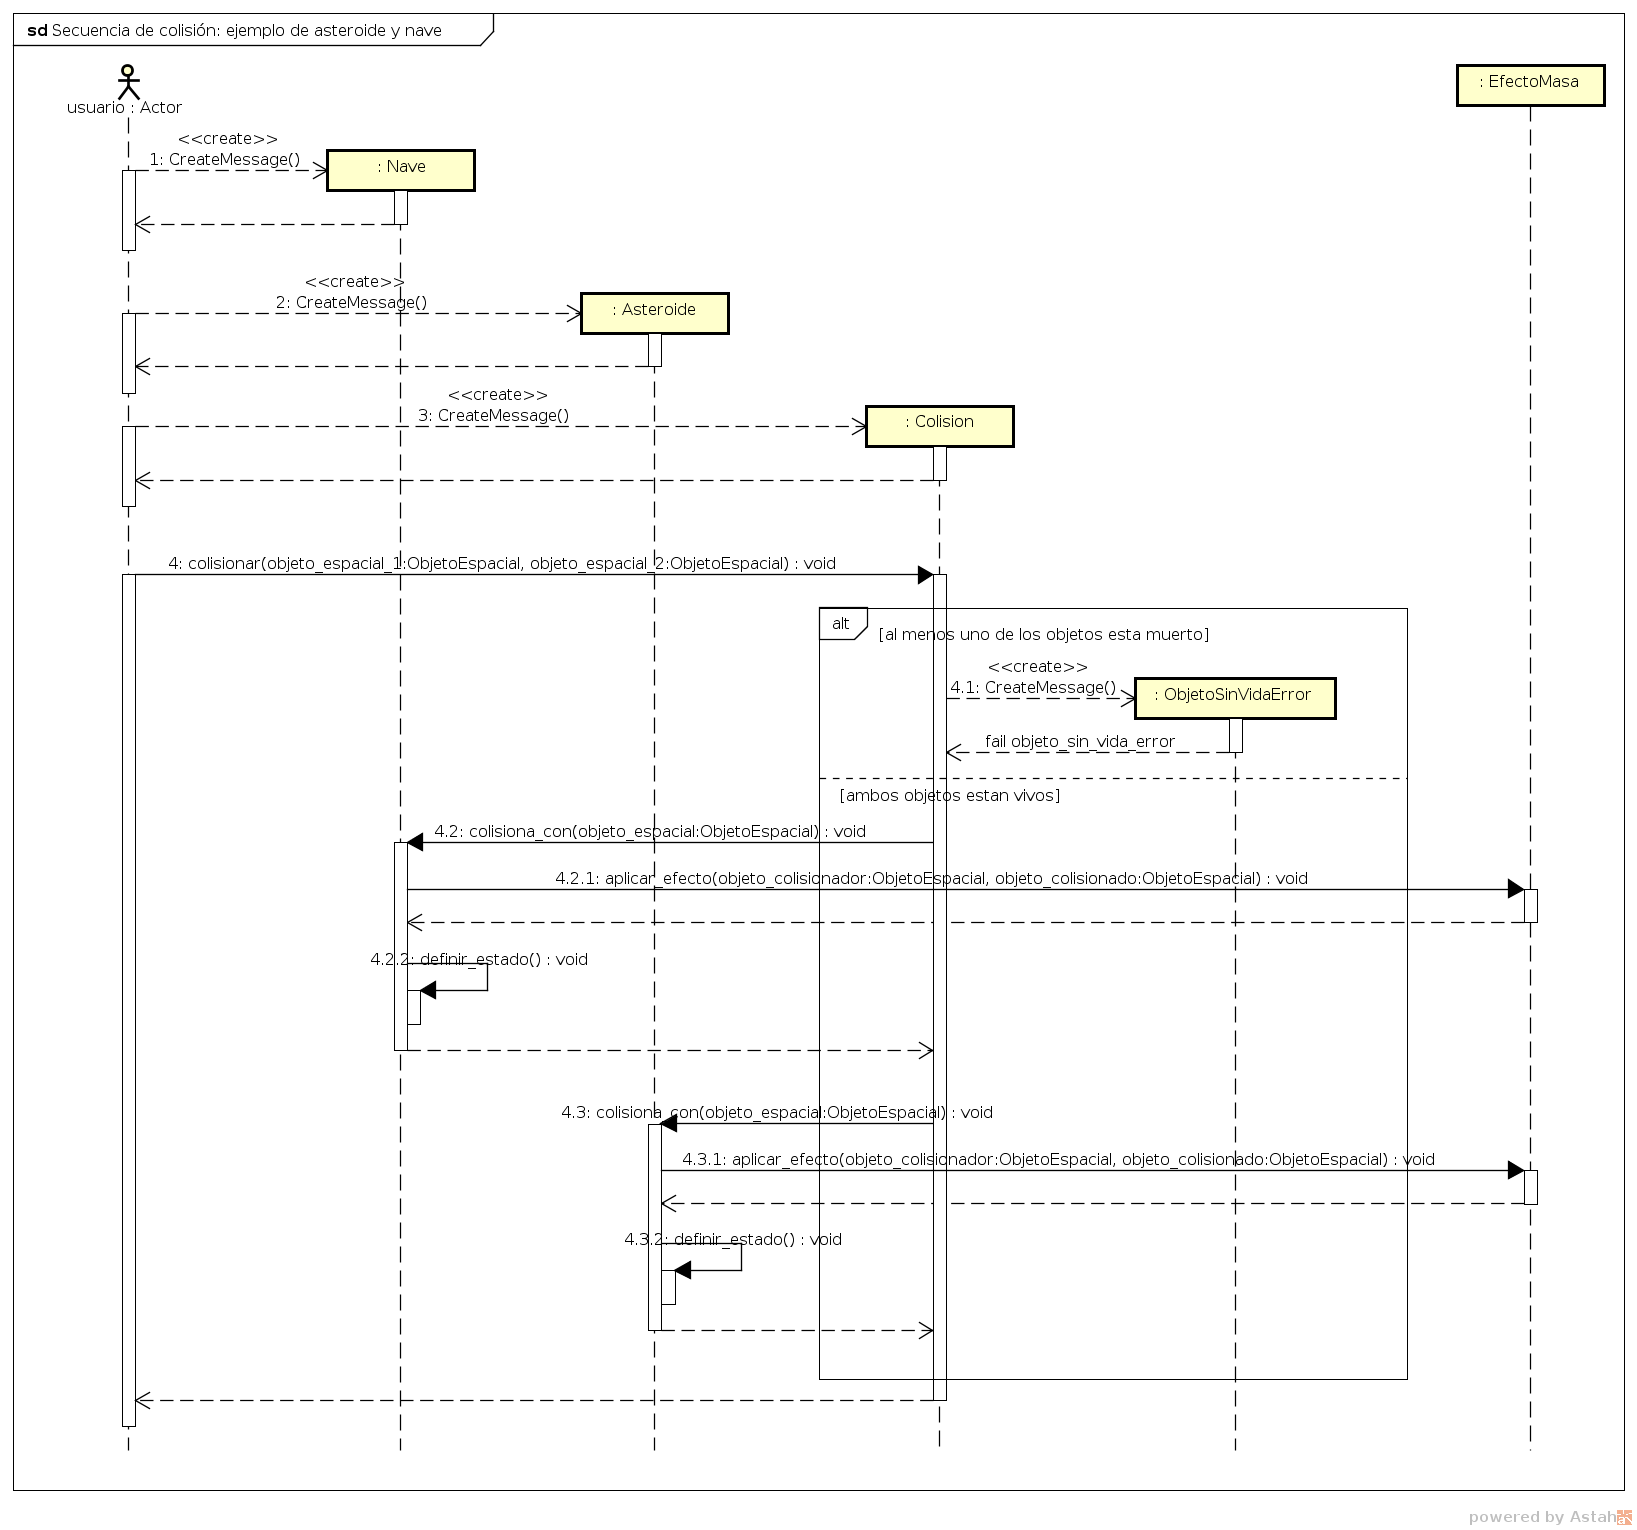 sd Secuencia de colisión: ejemplo de asteroide y nave
usuario : Actor
: EfectoMasa
<<create>>
1: CreateMessage()
: Nave
<<create>>
2: CreateMessage()
: Asteroide
<<create>>
3: CreateMessage()
: Colision
4: colisionar(objeto_espacial_1:ObjetoEspacial, objeto_espacial_2:ObjetoEspacial) : void
alt
[al menos uno de los objetos esta muerto]
<<create>>
4.1: CreateMessage()
: ObjetoSinVidaError
fail objeto_sin_vida_error
[ambos objetos estan vivos]
4.2: colisiona_con(objeto_espacial:ObjetoEspacial) : void
4.2.1: aplicar_efecto(objeto_colisionador:ObjetoEspacial, objeto_colisionado:ObjetoEspacial) : void
4.2.2: definir_estado() : void
4.3: colisiona_con(objeto_espacial:ObjetoEspacial) : void
4.3.1: aplicar_efecto(objeto_colisionador:ObjetoEspacial, objeto_colisionado:ObjetoEspacial) : void
4.3.2: definir_estado() : void
powered by Astah